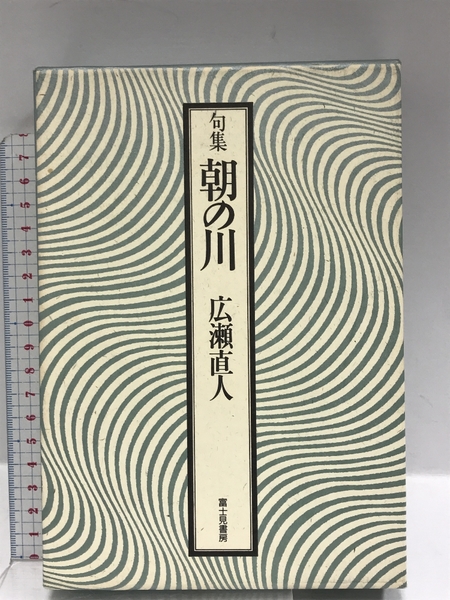 句集
朝の川
広瀬直人
富士見書房